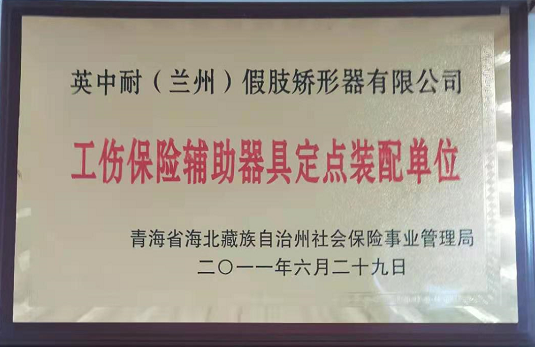 英中耐（兰州）假肢矫形器有限公司
工伤保险辅助器具定点装配单位
青海省海北藏族自治州社会保险事业管理局
二〇一一年六月二十九日